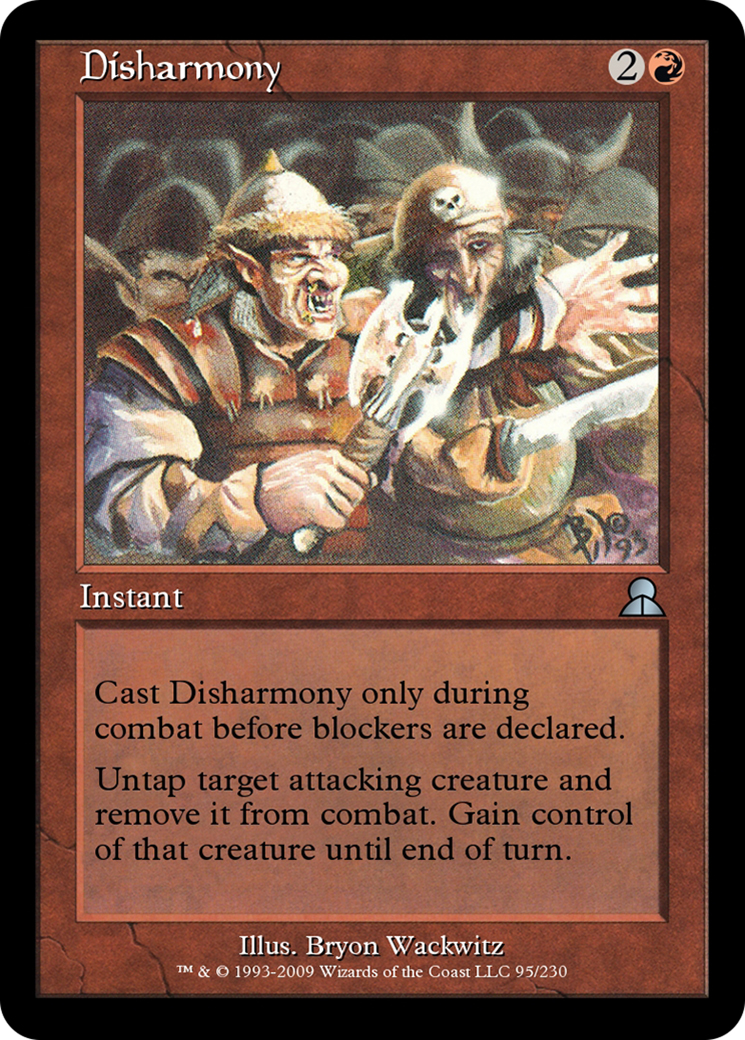 Disharmony 2
Instant
Cast Disharmony only during
combat before blockers are declared.
Untap target attacking creature and
remove it from combat. Gain control
of that creature until end of turn.
Illus. Bryon Wackwitz
™ & © 1993-2009 Wizards of the Coast LLC 95/230